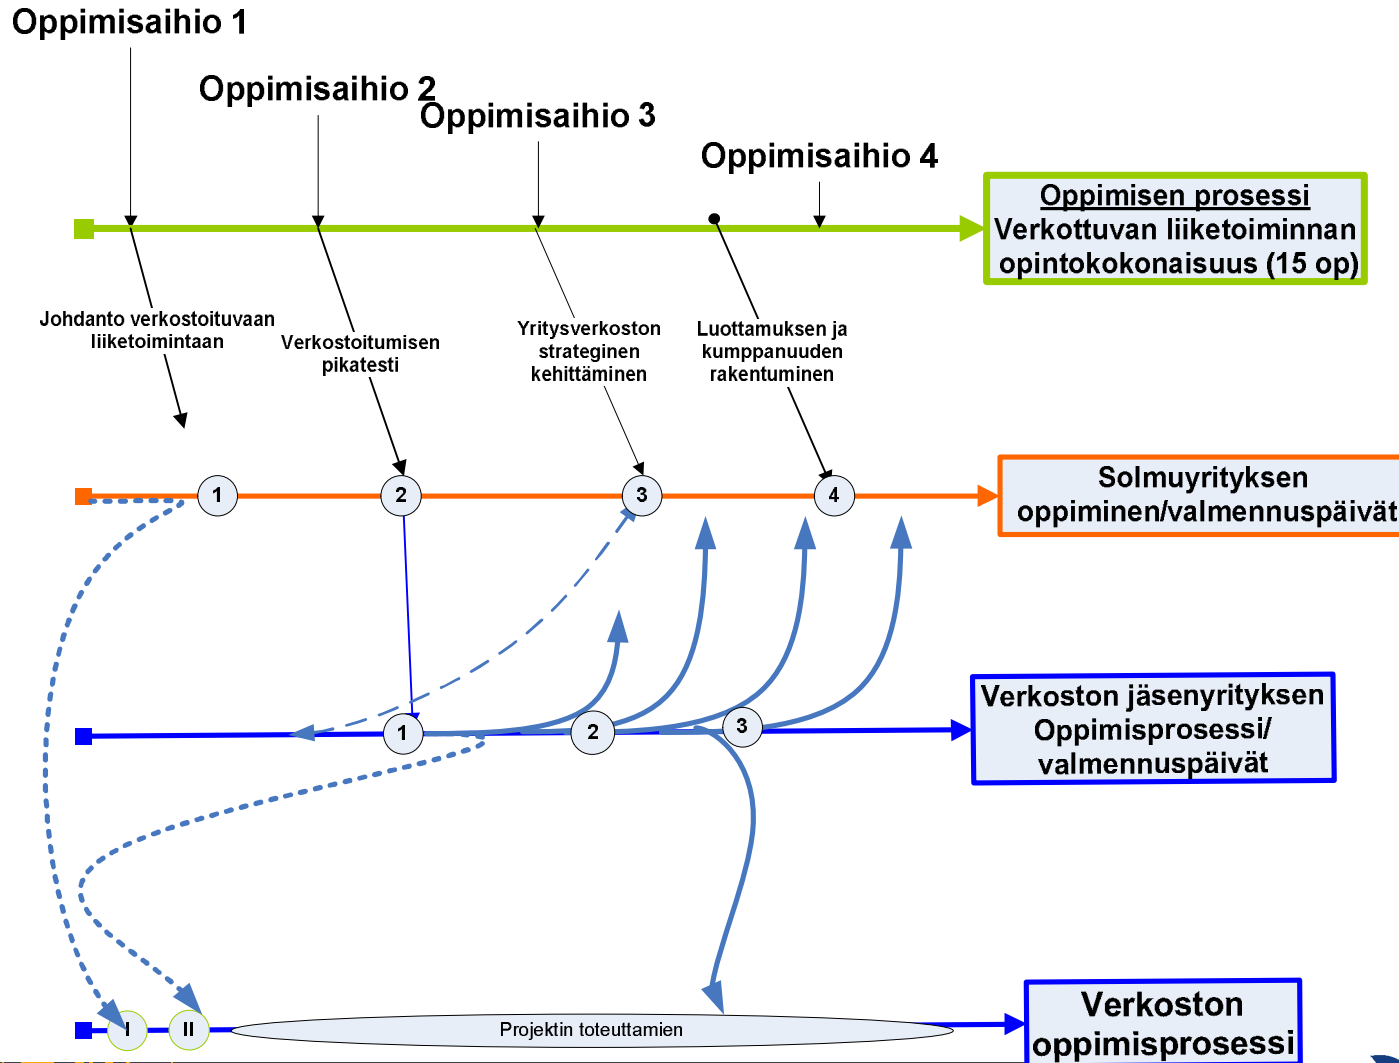 Oppimisaihio 1
Oppimisaihio 2
Oppimisaihio 3
Oppimisaihio 4
Oppimisen prosessi
Verkottuvan liiketoiminnan
opintokokonaisuus (15 op)
Johdanto verkostoituvaan
liiketoimintaan
Verkostoitumisen
pikatesti
Yritysverkoston
strateginen
kehittäminen
Luottamuksen ja
kumppanuuden
rakentuminen
1
2
3
4
Solmuyrityksen
oppiminen/valmennuspäivät
1
2
3
Verkoston jäsenyrityksen
Oppimisprosessi/
valmennuspäivät
I
II
Projektin toteuttamien
Verkoston
oppimisprosessi